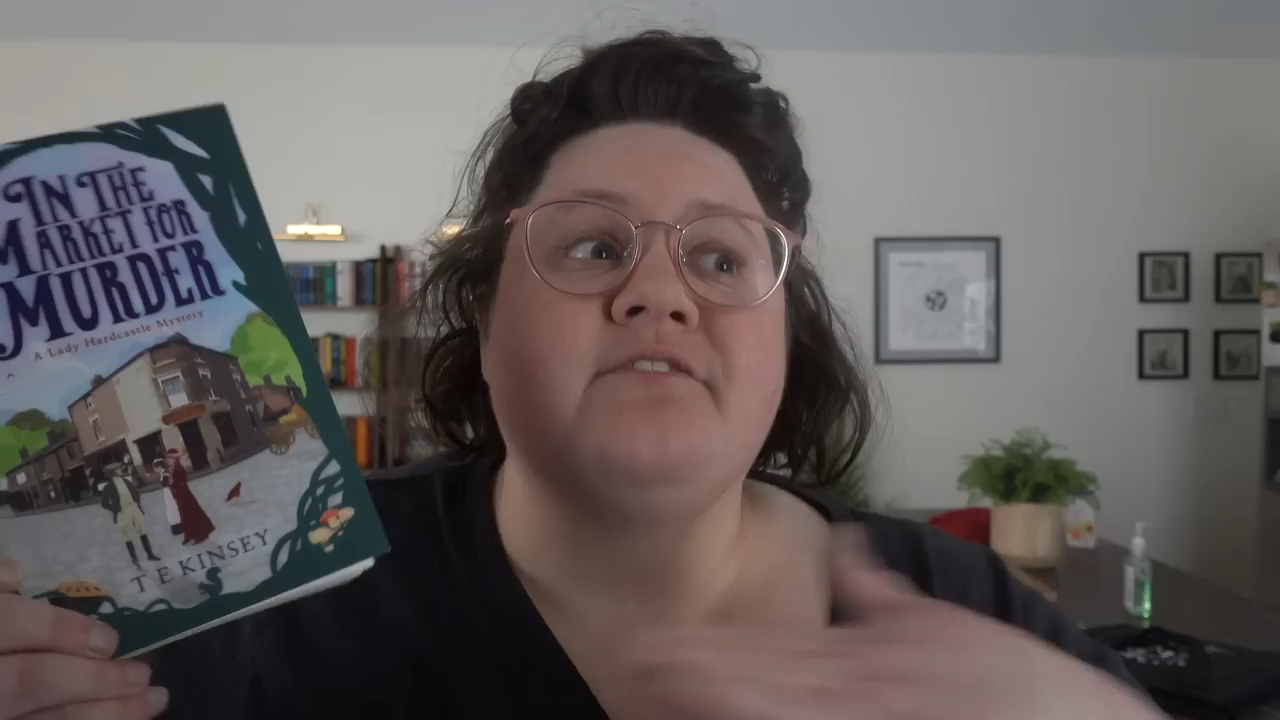 IN THE
MARKET FOR
MURDER
A Lady Hardcastle Mystery
T E KINSEY